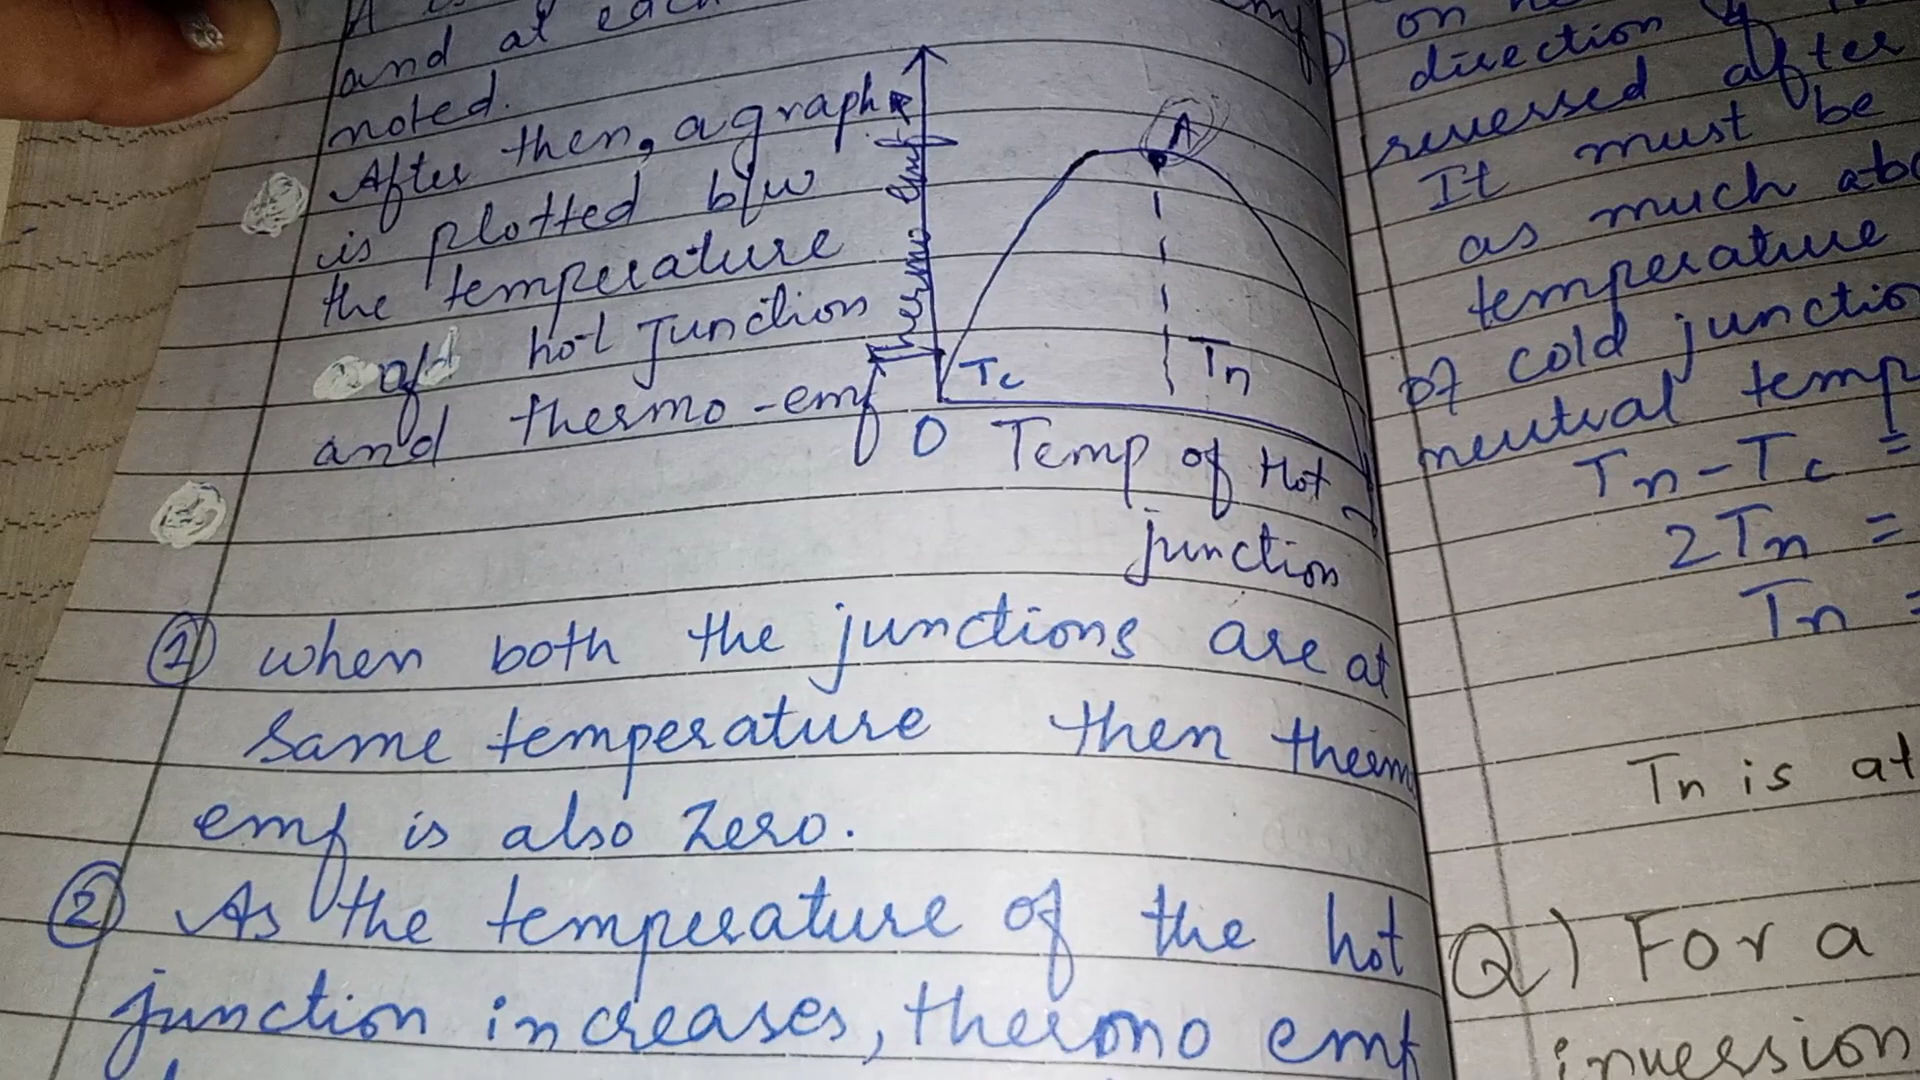 and at each
noted.
After then, a graph
is plotted b/w
the temperature
of hot junction
and thermo-emf
Thermo emf
A
Tc
Tn
O
Temp of Hot
junction
① when both the junctions are at
same temperature then therm
emf is also zero.
② As the temperature of the hot
junction increases, thermo emf
on
direction
reversed after
It must be
as much
temperature
of cold junctio
neutral temp
Tn - Tc =
2Tn =
Tn =
Tn is at
Q) For a
inversion